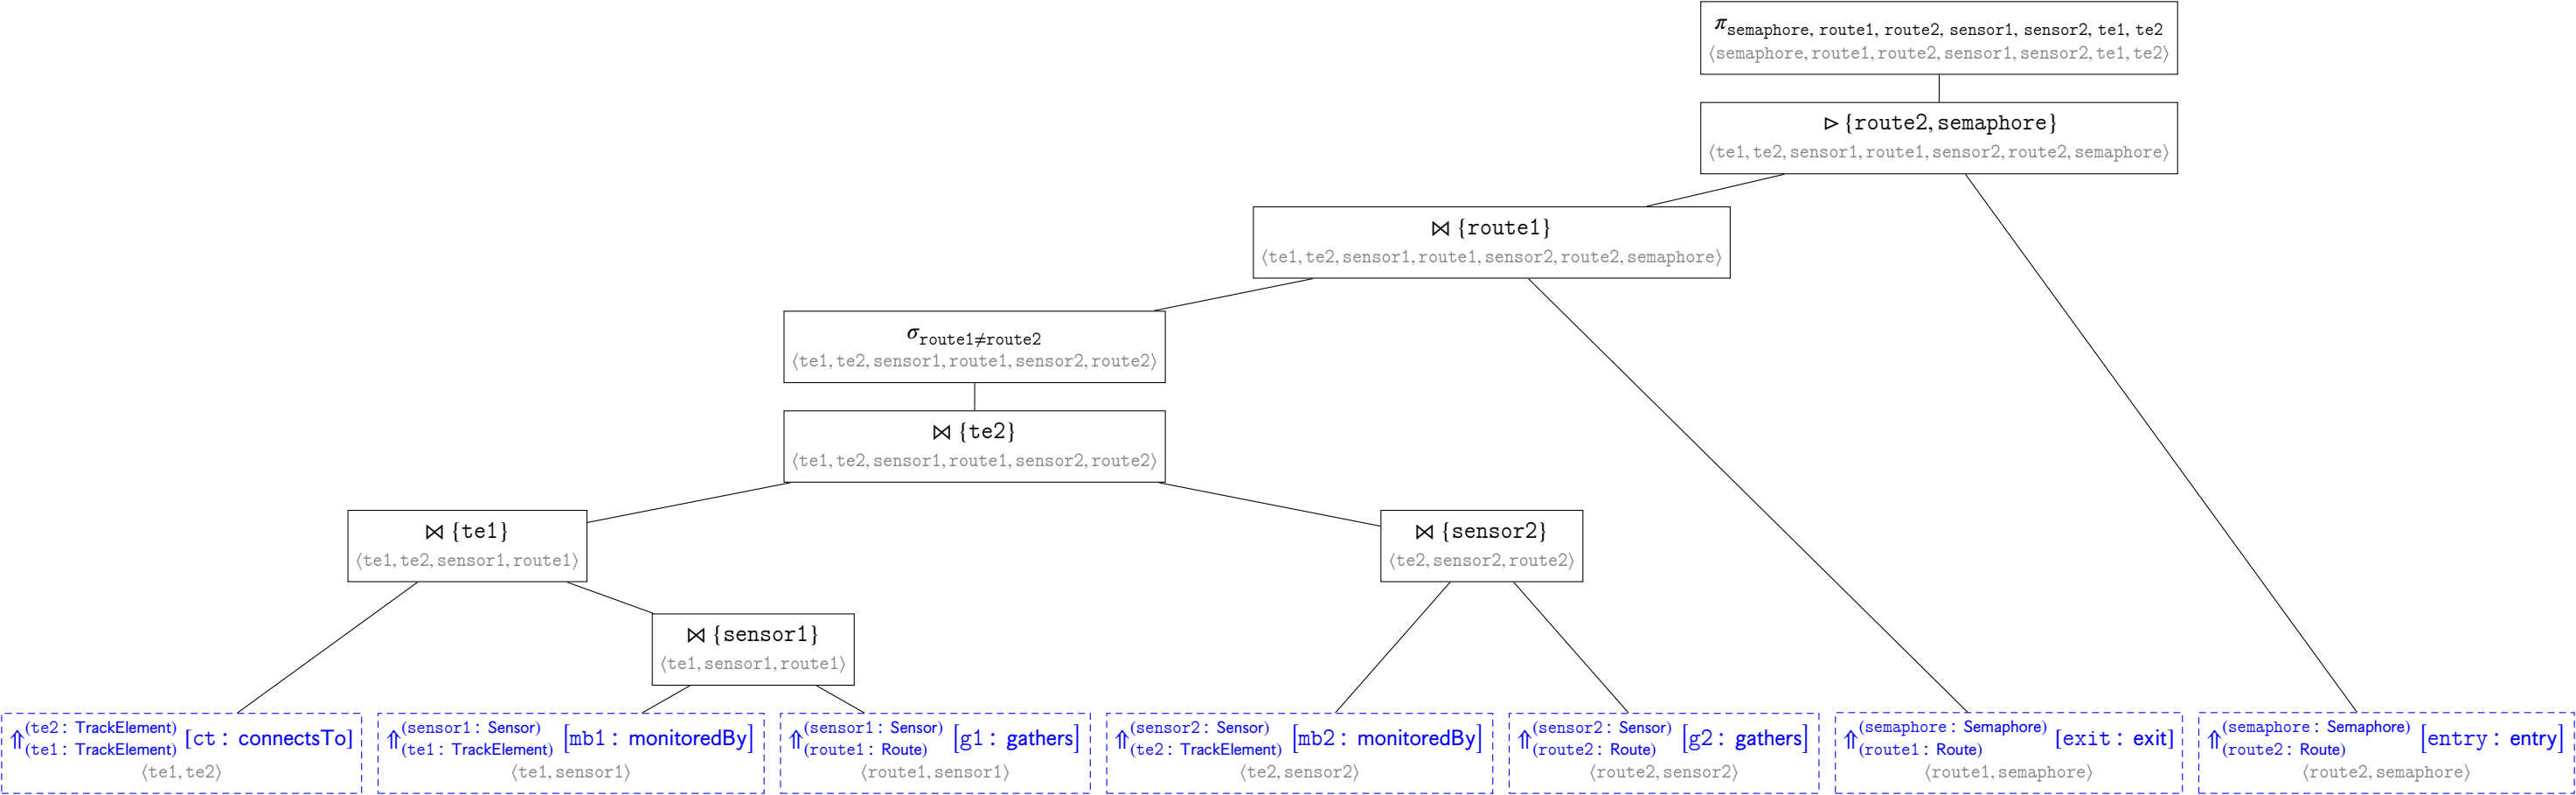 π semaphore, route1, route2, sensor1, sensor2, te1, te2
⟨semaphore, route1, route2, sensor1, sensor2, te1, te2⟩
▷ {route2, semaphore}
⟨te1, te2, sensor1, route1, sensor2, route2, semaphore⟩
⋈ {route1}
⟨te1, te2, sensor1, route1, sensor2, route2, semaphore⟩
σ route1≠route2
⟨te1, te2, sensor1, route1, sensor2, route2⟩
⋈ {te2}
⟨te1, te2, sensor1, route1, sensor2, route2⟩
⋈ {te1}
⟨te1, te2, sensor1, route1⟩
⋈ {sensor2}
⟨te2, sensor2, route2⟩
⋈ {sensor1}
⟨te1, sensor1, route1⟩
⇑ (te2: TrackElement) (te1: TrackElement) [ct: connectsTo]
⟨te1, te2⟩
⇑ (sensor1: Sensor) (te1: TrackElement) [mb1: monitoredBy]
⟨te1, sensor1⟩
⇑ (sensor1: Sensor) (route1: Route) [g1: gathers]
⟨route1, sensor1⟩
⇑ (sensor2: Sensor) (te2: TrackElement) [mb2: monitoredBy]
⟨te2, sensor2⟩
⇑ (sensor2: Sensor) (route2: Route) [g2: gathers]
⟨route2, sensor2⟩
⇑ (semaphore: Semaphore) (route1: Route) [exit: exit]
⟨route1, semaphore⟩
⇑ (semaphore: Semaphore) (route2: Route) [entry: entry]
⟨route2, semaphore⟩